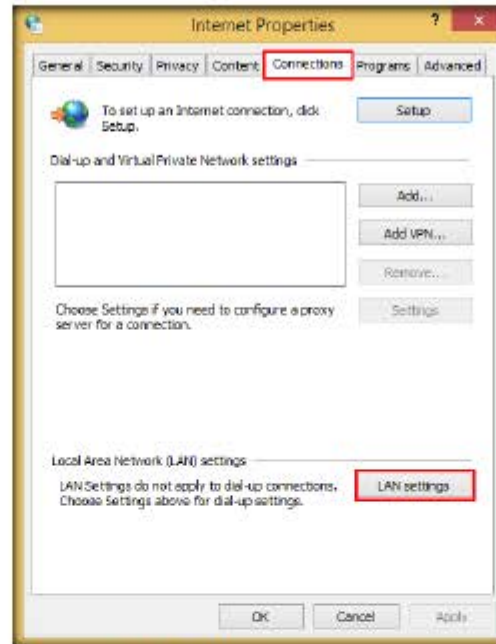 Internet Properties
?
General Security Privacy Content Connections Programs Advanced
To set up an Internet connection, click
Setup.
Setup
Dial-up and Virtual Private Network settings
Add...
Add VPN...
Remove...
Choose Settings if you need to configure a proxy
server for a connection.
Settings
Local Area Network (LAN) settings
LAN Settings do not apply to dial-up connections.
Choose Settings above for dial-up settings.
LAN settings
OK Cancel Apply